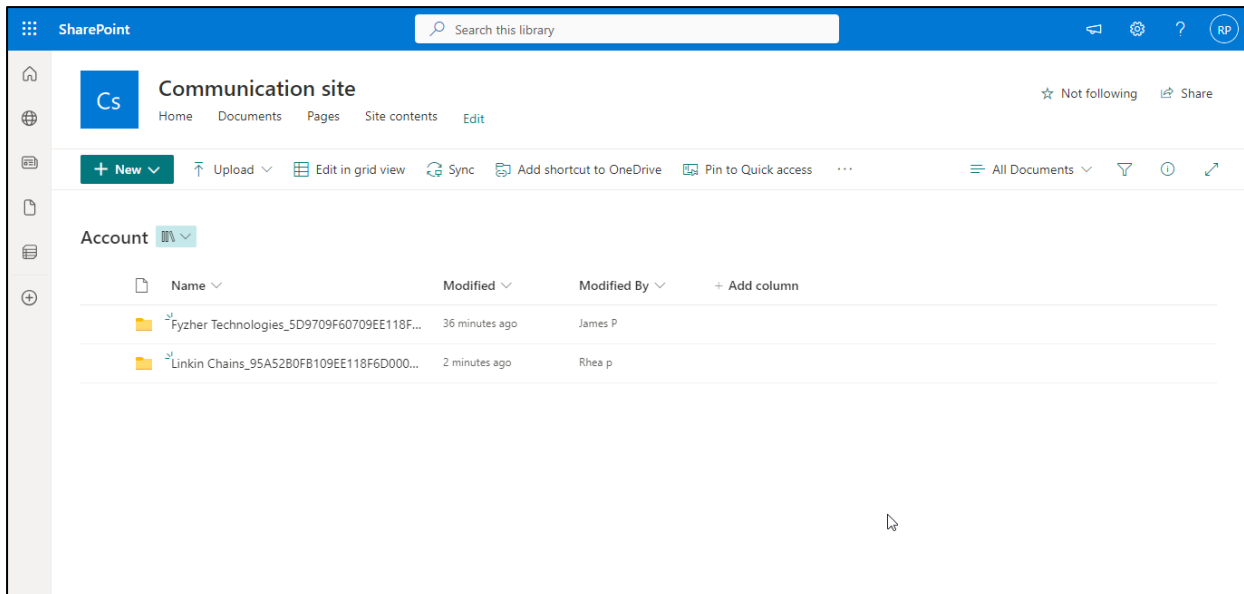 SharePoint Search this library ? RP
Cs Communication site Not following Share
Home Documents Pages Site contents Edit
+ New Upload Edit in grid view Sync Add shortcut to OneDrive Pin to Quick access ... All Documents
Account
Name Modified Modified By + Add column
Fyzher Technologies_5D9709F60709EE118F... 36 minutes ago James P
Linkin Chains_95A52B0FB109EE118F6D000... 2 minutes ago Rhea p